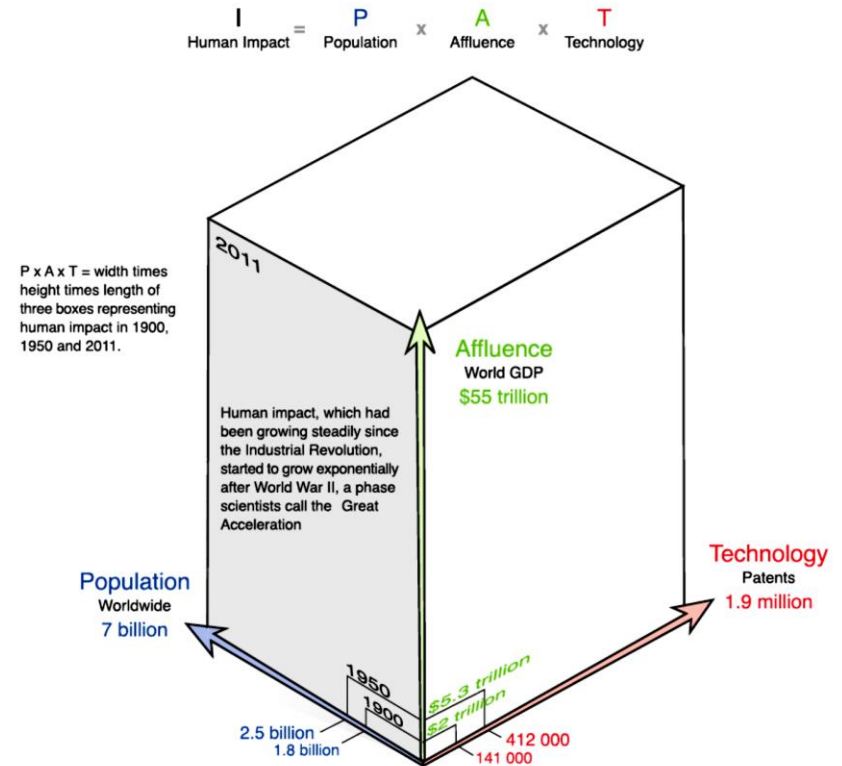 I = P x A x T
Human Impact Population Affluence Technology
2011
P x A x T = width times
height times length of
three boxes representing
human impact in 1900,
1950 and 2011.
Affluence
World GDP
$55 trillion
Human impact, which had
been growing steadily since
the Industrial Revolution,
started to grow exponentially
after World War II, a phase
scientists call the Great
Acceleration
Technology
Patents
1.9 million
Population
Worldwide
7 billion
1950
$5.3 trillion
1900
$2 trillion
2.5 billion
1.8 billion
412 000
141 000